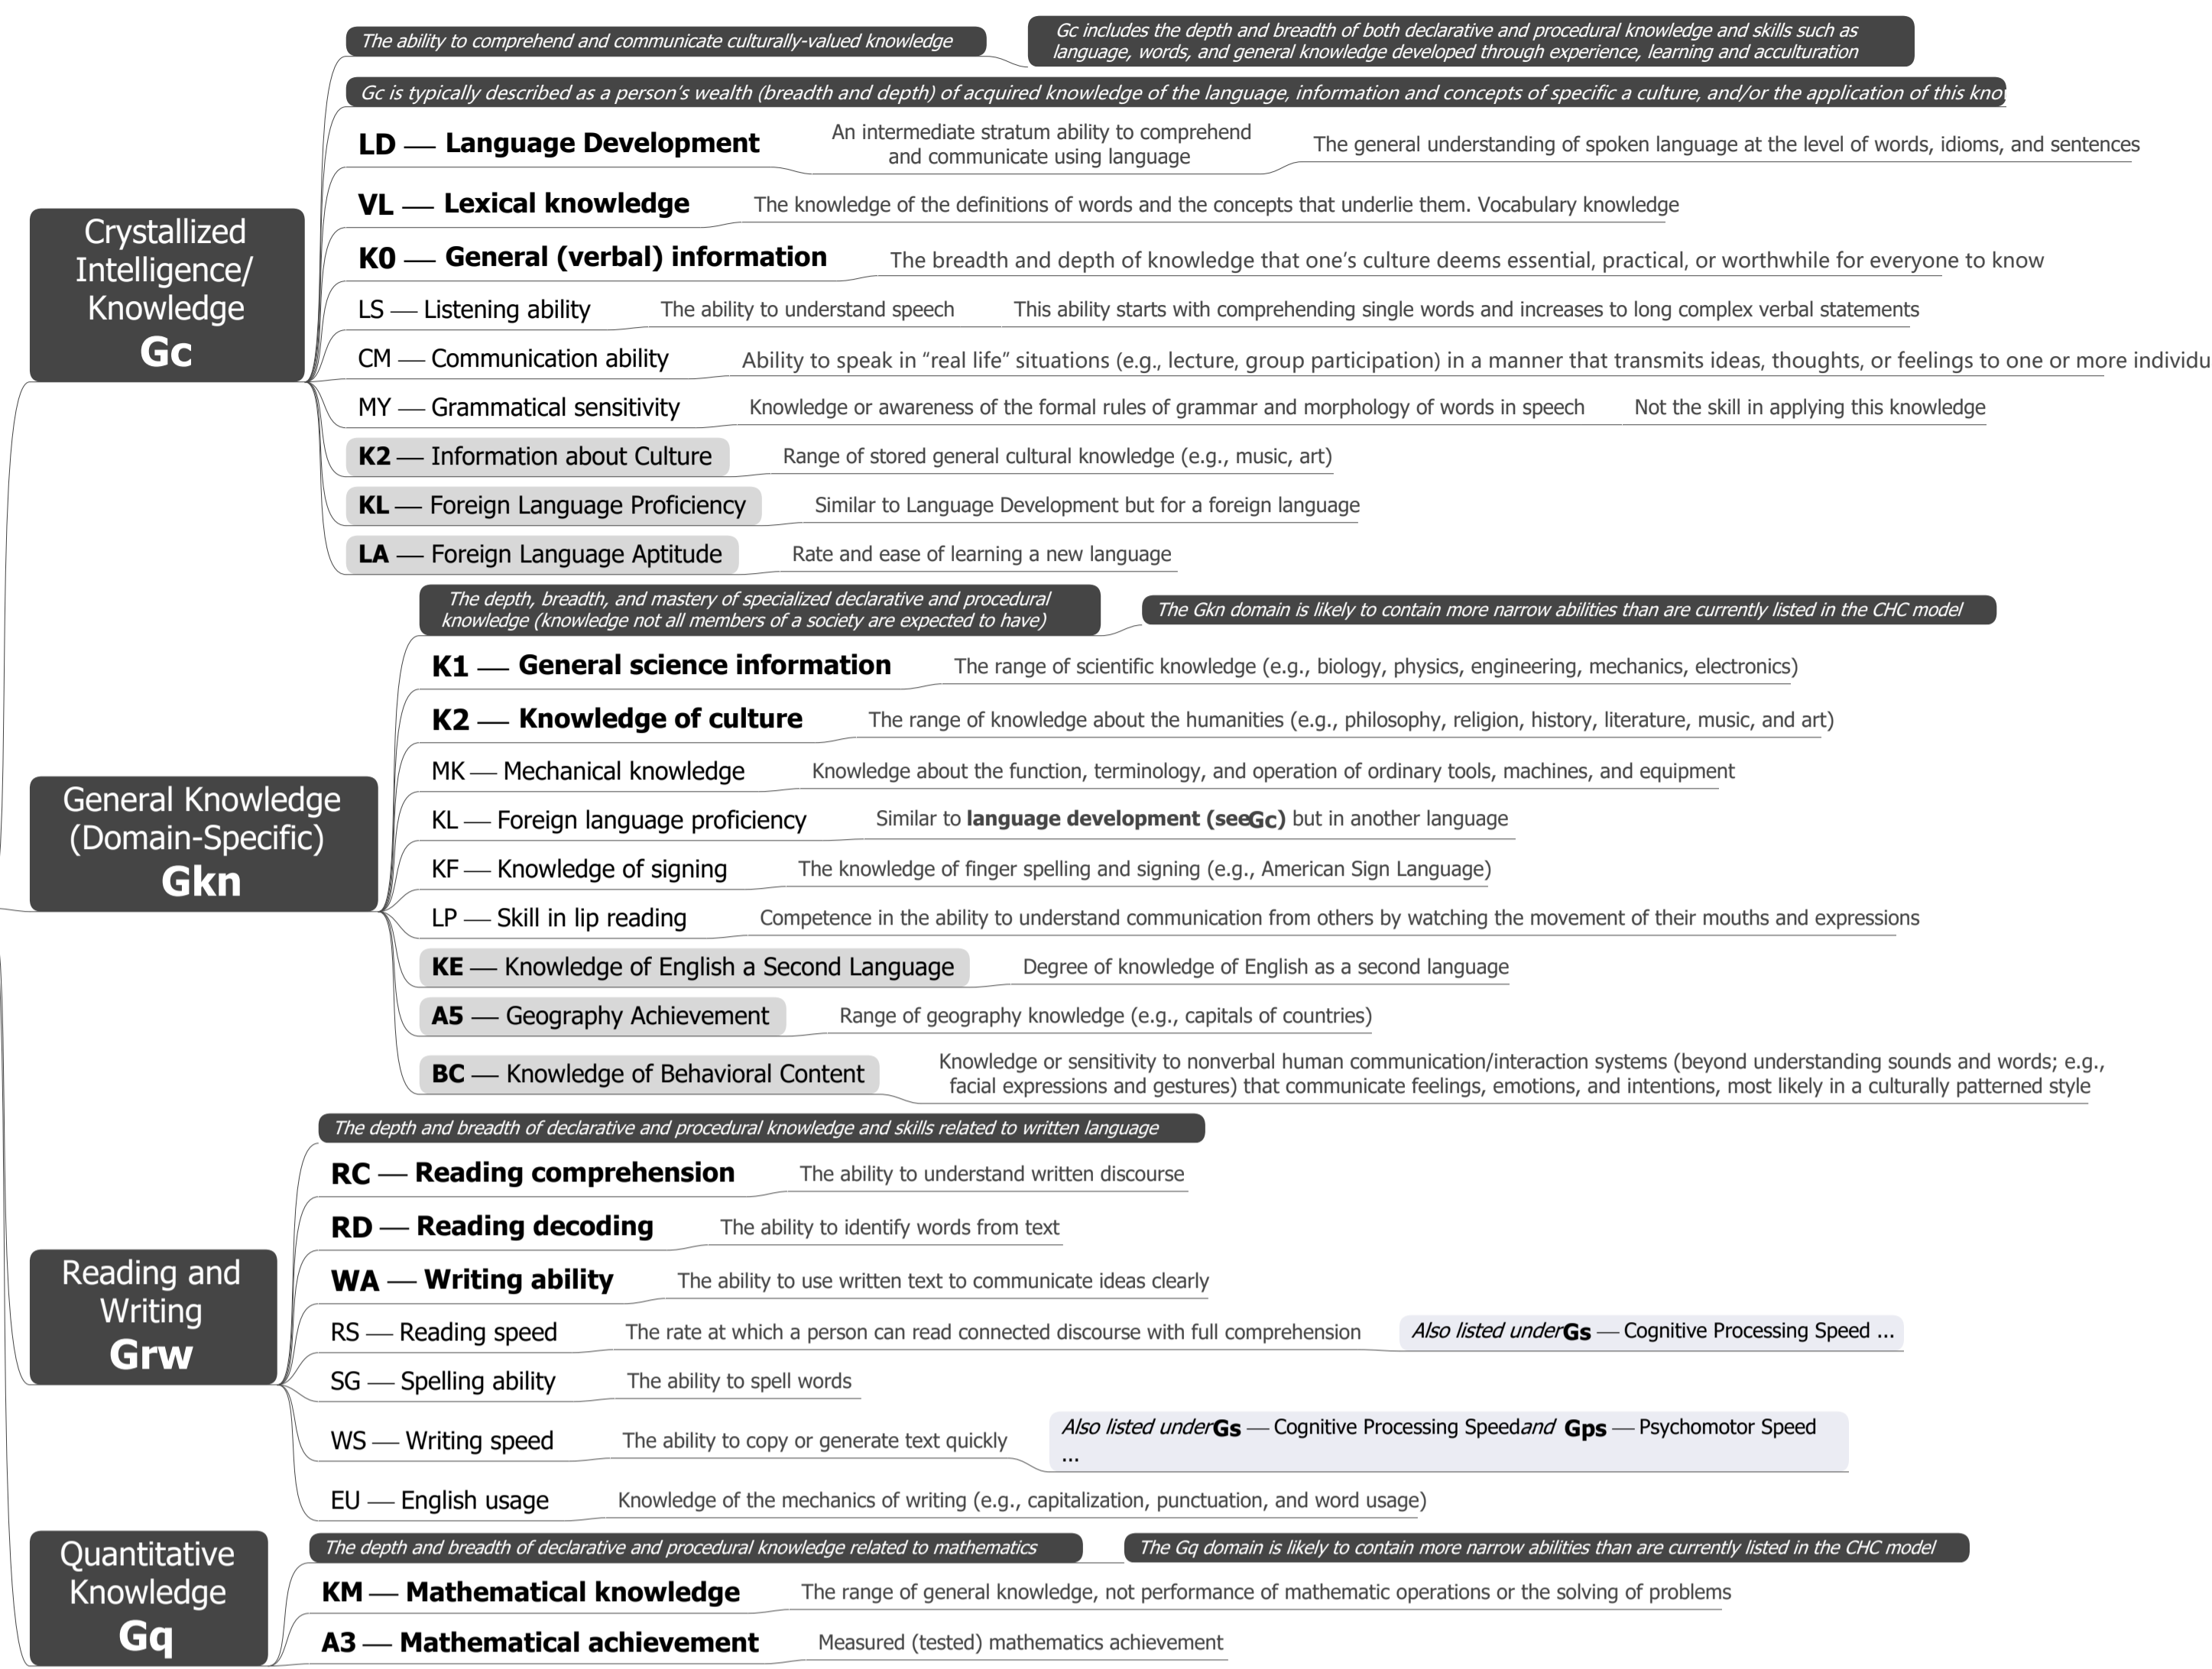 The ability to comprehend and communicate culturally-valued knowledge
Gc includes the depth and breadth of both declarative and procedural knowledge and skills such as
language, words, and general knowledge developed through experience, learning and acculturation
Gc is typically described as a person's wealth (breadth and depth) of acquired knowledge of the language, information and concepts of specific a culture, and/or the application of this
Crystallized
Intelligence/
Knowledge
Gc
LD — Language Development
An intermediate stratum ability to comprehend
and communicate using language
The general understanding of spoken language at the level of words, idioms, and sentences
VL — Lexical knowledge
The knowledge of the definitions of words and the concepts that underlie them. Vocabulary knowledge
K0 — General (verbal) information
The breadth and depth of knowledge that one's culture deems essential, practical, or worthwhile for everyone to know
LS — Listening ability
The ability to understand speech
This ability starts with comprehending single words and increases to long complex verbal statements
CM — Communication ability
Ability to speak in "real life" situations (e.g., lecture, group participation) in a manner that transmits ideas, thoughts, or feelings to one or more
MY — Grammatical sensitivity
Knowledge or awareness of the formal rules of grammar and morphology of words in speech
Not the skill in applying this knowledge
K2 — Information about Culture
Range of stored general cultural knowledge (e.g., music, art)
KL — Foreign Language Proficiency
Similar to Language Development but for a foreign language
LA — Foreign Language Aptitude
Rate and ease of learning a new language
General Knowledge
(Domain-Specific)
Gkn
The depth, breadth, and mastery of specialized declarative and procedural
knowledge (knowledge not all members of a society are expected to have)
The Gkn domain is likely to contain more narrow abilities than are currently listed in the CHC model
K1 — General science information
The range of scientific knowledge (e.g., biology, physics, engineering, mechanics, electronics)
K2 — Knowledge of culture
The range of knowledge about the humanities (e.g., philosophy, religion, history, literature, music, and art)
MK — Mechanical knowledge
Knowledge about the function, terminology, and operation of ordinary tools, machines, and equipment
KL — Foreign language proficiency
Similar to language development (seeGc) but in another language
KF — Knowledge of signing
The knowledge of finger spelling and signing (e.g., American Sign Language)
LP — Skill in lip reading
Competence in the ability to understand communication from others by watching the movement of their mouths and expressions
KE — Knowledge of English a Second Language
Degree of knowledge of English as a second language
A5 — Geography Achievement
Range of geography knowledge (e.g., capitals of countries)
BC — Knowledge of Behavioral Content
Knowledge or sensitivity to nonverbal human communication/interaction systems (beyond understanding sounds and words; e.g.,
facial expressions and gestures) that communicate feelings, emotions, and intentions, most likely in a culturally patterned style
Reading and
Writing
Grw
The depth and breadth of declarative and procedural knowledge and skills related to written language
RC — Reading comprehension
The ability to understand written discourse
RD — Reading decoding
The ability to identify words from text
WA — Writing ability
The ability to use written text to communicate ideas clearly
RS — Reading speed
The rate at which a person can read connected discourse with full comprehension
Also listed underGs — Cognitive Processing Speed ...
SG — Spelling ability
The ability to spell words
WS — Writing speed
The ability to copy or generate text quickly
Also listed underGs — Cognitive Processing Speedand Gps — Psychomotor Speed
...
EU — English usage
Knowledge of the mechanics of writing (e.g., capitalization, punctuation, and word usage)
Quantitative
Knowledge
Gq
The depth and breadth of declarative and procedural knowledge related to mathematics
The Gq domain is likely to contain more narrow abilities than are currently listed in the CHC model
KM — Mathematical knowledge
The range of general knowledge, not performance of mathematic operations or the solving of problems
A3 — Mathematical achievement
Measured (tested) mathematics achievement